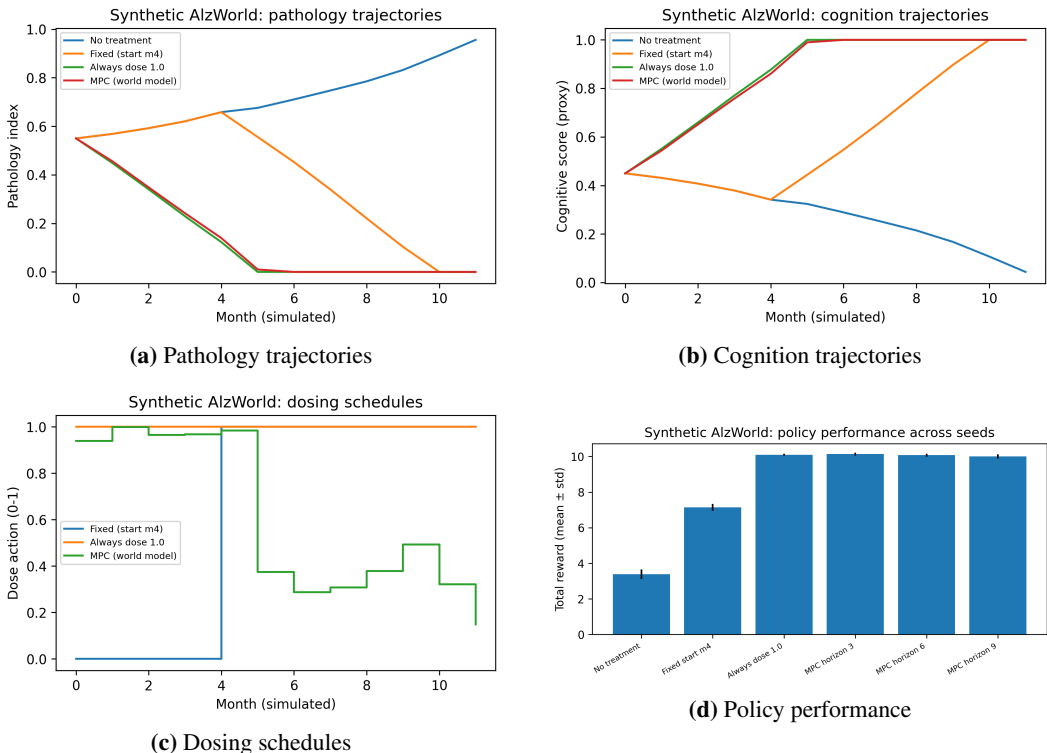 Synthetic AlzWorld: pathology trajectories
Pathology index
1.0
0.8
0.6
0.4
0.2
0.0
No treatment
Fixed (start m4)
Always dose 1.0
MPC (world model)
0 2 4 6 8 10
Month (simulated)
(a) Pathology trajectories
Synthetic AlzWorld: cognition trajectories
Cognitive score (proxy)
1.0
0.8
0.6
0.4
0.2
0.0
No treatment
Fixed (start m4)
Always dose 1.0
MPC (world model)
0 2 4 6 8 10
Month (simulated)
(b) Cognition trajectories
Synthetic AlzWorld: dosing schedules
Dose action (0-1)
1.0
0.8
0.6
0.4
0.2
0.0
Fixed (start m4)
Always dose 1.0
MPC (world model)
0 2 4 6 8 10
Month (simulated)
(c) Dosing schedules
Synthetic AlzWorld: policy performance across seeds
Total reward (mean ± std)
10
8
6
4
2
0
No treatment
Fixed start m4
Always dose 1.0
MPC horizon 3
MPC horizon 6
MPC horizon 9
(d) Policy performance